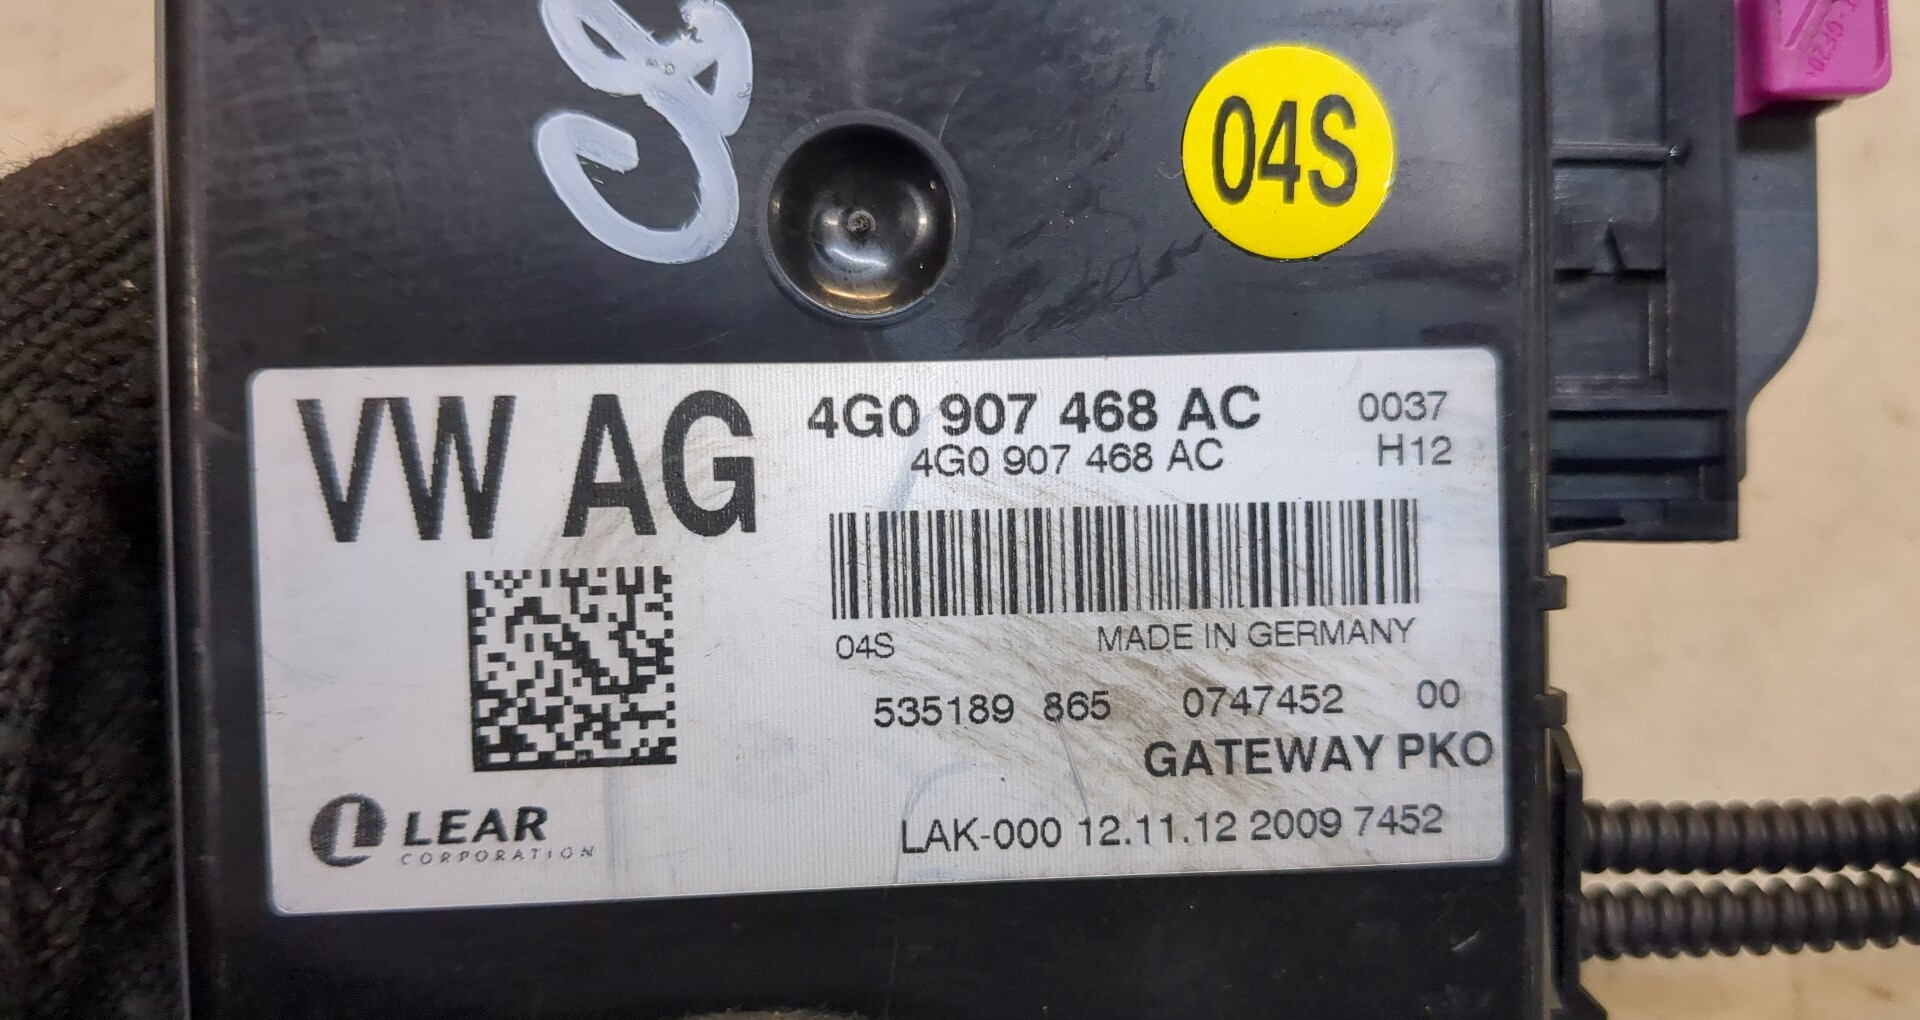 04S
VW AG
4G0 907 468 AC 0037
4G0 907 468 AC H12
04S MADE IN GERMANY
535189 865 0747452 00
GATEWAY PKO
LEAR
CORPORATION
LAK-000 12.11.12 2009 7452